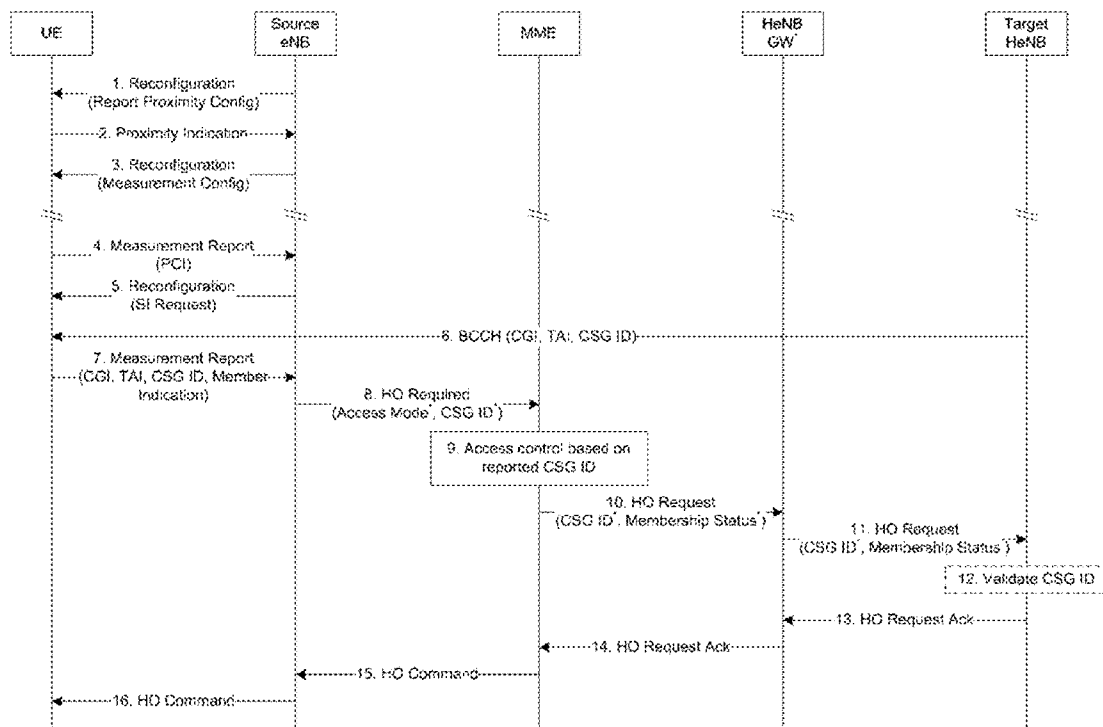 UE
Source
eNB
MME
HeNB
GW*
Target
HeNB
1. Reconfiguration
(Report Proximity Config)
2. Proximity Indication
3. Reconfiguration
(Measurement Config)
4. Measurement Report
(PCI)
5. Reconfiguration
(SI Request)
6. BCCH (CGI, TAI, CSG ID)
7. Measurement Report
(CGI, TAI, CSG ID, Member
Indication)
8. HO Required
(Access Mode*, CSG ID*)
9. Access control based on
reported CSG ID
10. HO Request
(CSG ID*, Membership Status*)
11. HO Request
(CSG ID*, Membership Status*)
12. Validate CSG ID
13. HO Request Ack
14. HO Request Ack
15. HO Command
16. HO Command